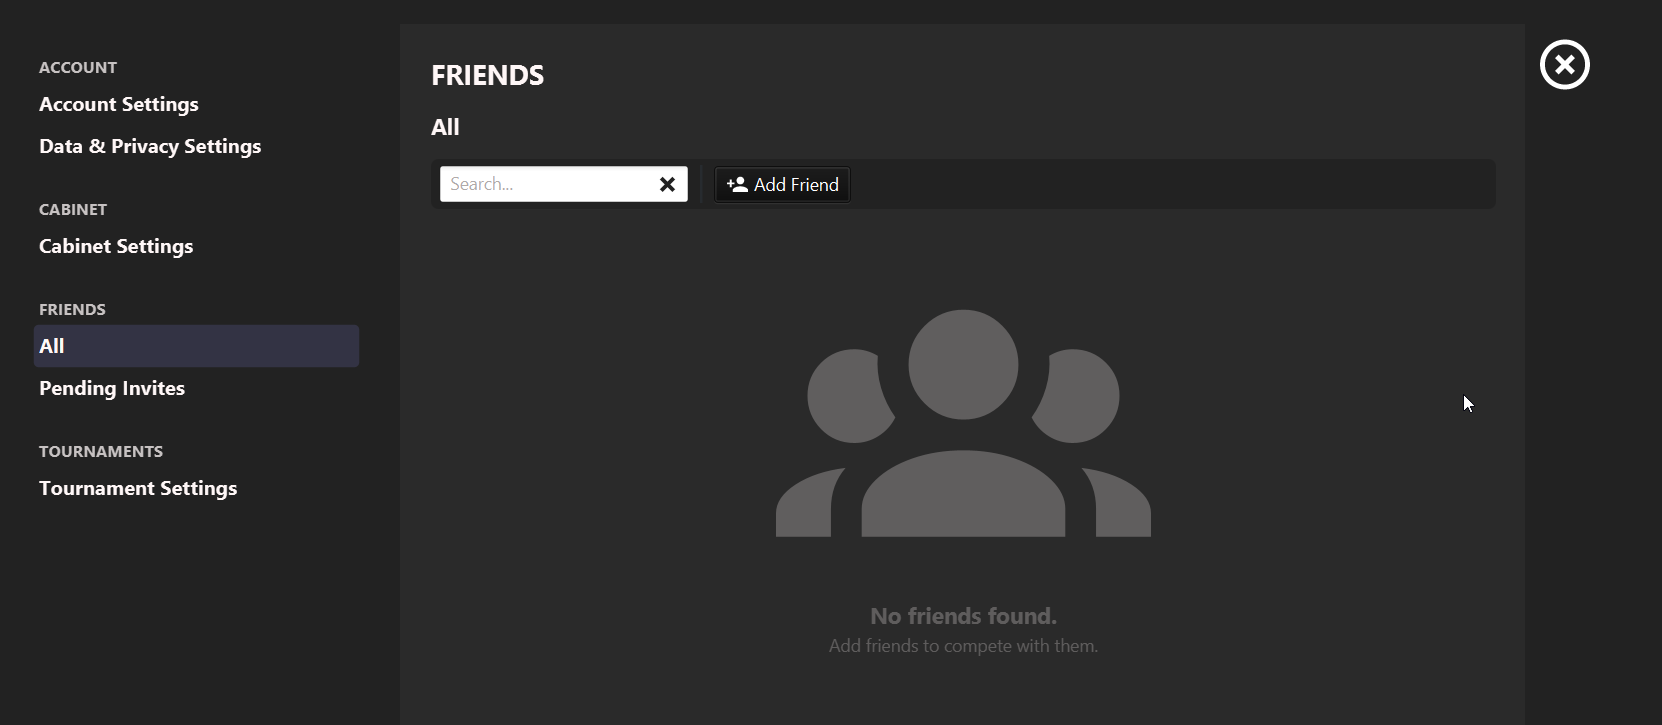 ACCOUNT
Account Settings
Data & Privacy Settings
CABINET
Cabinet Settings
FRIENDS
All
Pending Invites
TOURNAMENTS
Tournament Settings
FRIENDS
All
Search...
Add Friend
No friends found.
Add friends to compete with them.